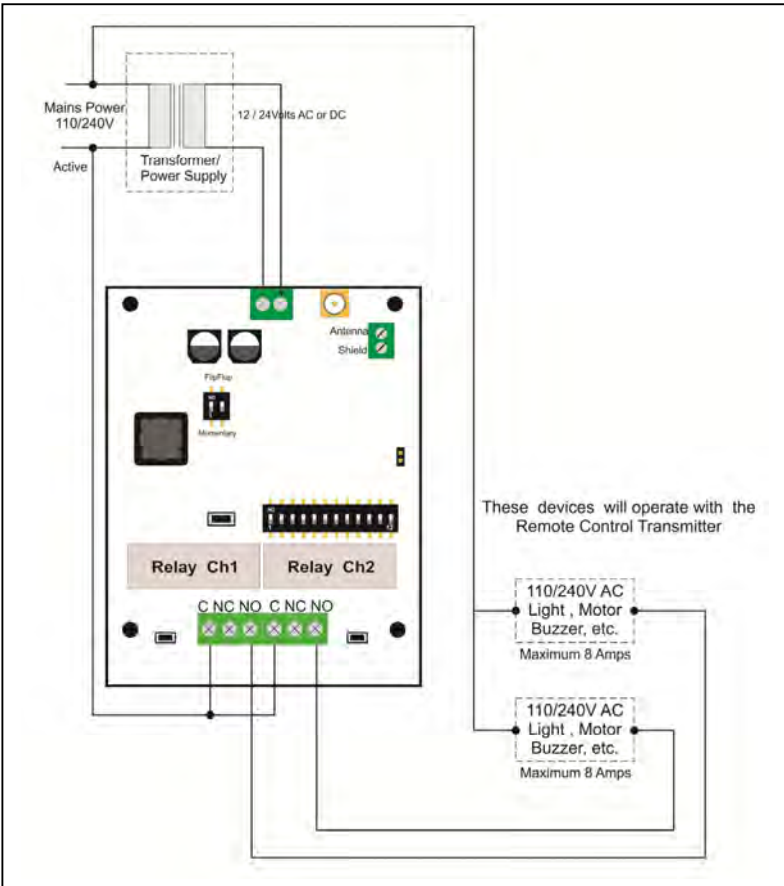 Mains Power
110/240V
12 / 24Volts AC or DC
Active
Transformer/
Power Supply
Antenna
Shield
FlipFlop
Momentary
These devices will operate with the
Remote Control Transmitter
Relay Ch1
Relay Ch2
110/240V AC
Light , Motor
Buzzer, etc.
Maximum 8 Amps
C NC NO C NC NO
110/240V AC
Light , Motor
Buzzer, etc.
Maximum 8 Amps